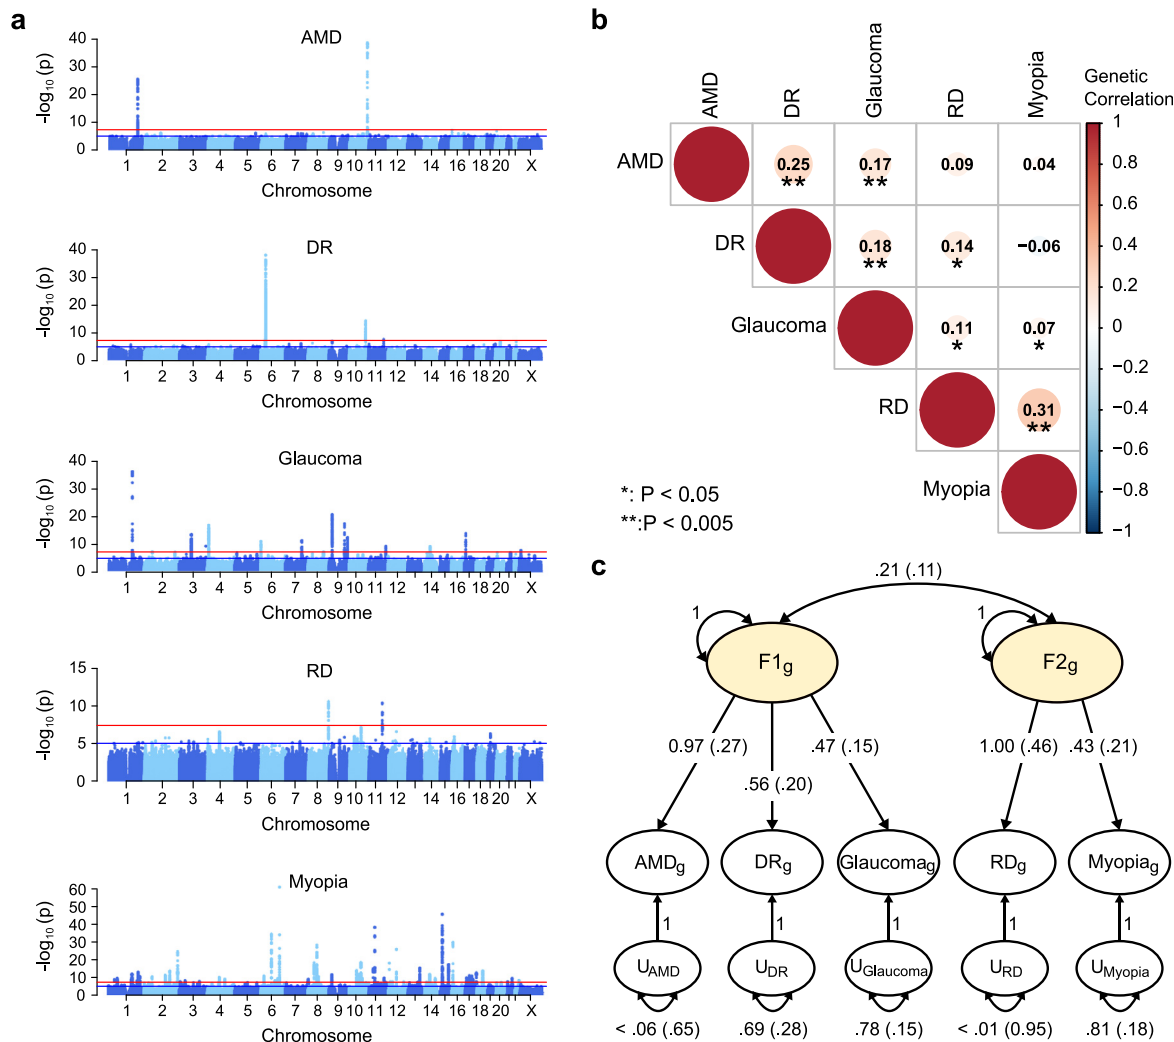 a
AMD
-log10 (p)
40
30
20
10
0
1 2 3 4 5 6 7 8 9 10 11 12 14 16 18 20 X
Chromosome
DR
-log10 (p)
40
30
20
10
0
1 2 3 4 5 6 7 8 9 10 11 12 14 16 18 20 X
Chromosome
Glaucoma
-log10 (p)
40
30
20
10
0
1 2 3 4 5 6 7 8 9 10 12 14 16 18 20 X
Chromosome
RD
-log10 (p)
15
10
5
0
1 2 3 4 5 6 7 8 9 10 11 12 14 16 18 20 X
Chromosome
Myopia
-log10 (p)
60
50
40
30
20
10
0
1 2 3 4 5 6 7 8 9 10 11 12 14 16 18 20 X
Chromosome
b
AMD DR Glaucoma RD Myopia
Genetic
Correlation
AMD 0.25 0.17 0.09 0.04
** **
DR 0.18 0.14 −0.06
** *
Glaucoma 0.11 0.07
* *
RD 0.31
**
Myopia
*: P < 0.05
**:P < 0.005
1
0.8
0.6
0.4
0.2
0
−0.2
−0.4
−0.6
−0.8
−1
c
.21 (.11)
1 1
F1g F2g
0.97 (.27) .56 (.20) .47 (.15) 1.00 (.46) .43 (.21)
AMDg DRg Glaucomag RDg Myopiag
1 1 1 1 1
UAMD UDR UGlaucoma URD UMyopia
< .06 (.65) .69 (.28) .78 (.15) < .01 (0.95) .81 (.18)